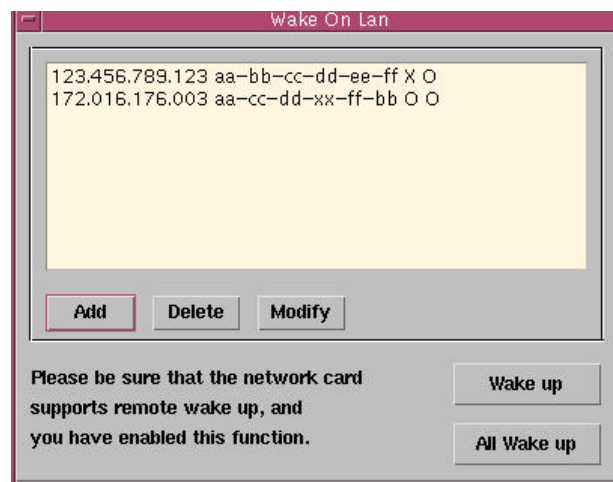 Wake On Lan
123.456.789.123 aa-bb-cc-dd-ee-ff X O
172.016.176.003 aa-cc-dd-xx-ff-bb O O
Add Delete Modify
Please be sure that the network card
supports remote wake up, and
you have enabled this function.
Wake up
All Wake up